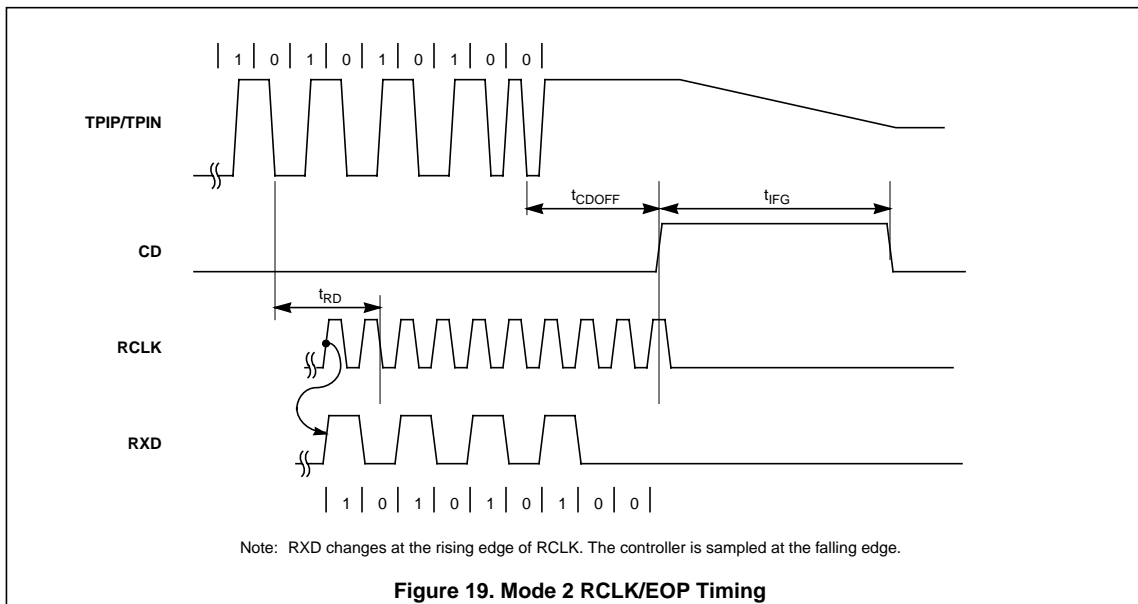 | 1 | 0 | 1 | 0 | 1 | 0 | 1 | 0 | 0 |
TPIP/TPIN
tCDOFF
tIFG
CD
tRD
RCLK
RXD
| 1 | 0 | 1 | 0 | 1 | 0 | 1 | 0 | 0 |
Note: RXD changes at the rising edge of RCLK. The controller is sampled at the falling edge.
Figure 19. Mode 2 RCLK/EOP Timing